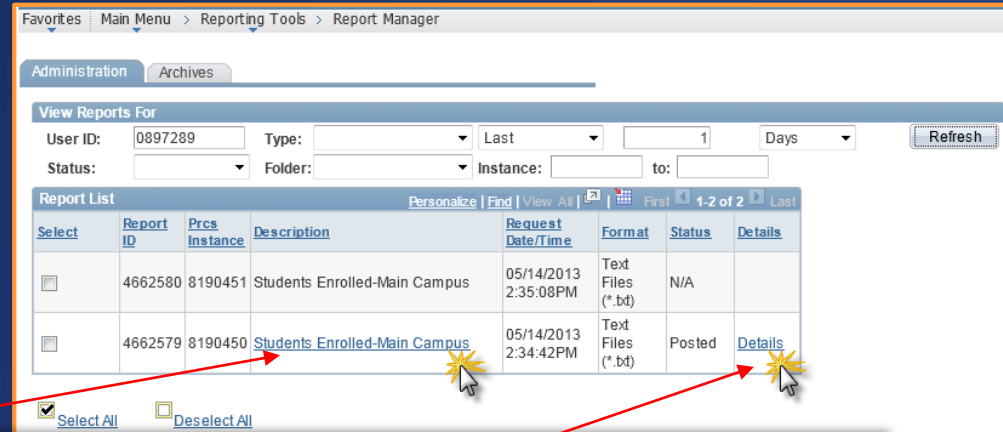 Favorites Main Menu > Reporting Tools > Report Manager
Administration Archives
View Reports For
User ID: 0897289 Type: Last 1 Days Refresh
Status: Folder: Instance: to:
Report List Personalize | Find | View All | | First 1-2 of 2 Last
Select Report ID Prcs Instance Description Request Date/Time Format Status Details
4662580 8190451 Students Enrolled-Main Campus 05/14/2013 2:35:08PM Text Files (*.txt) N/A
4662579 8190450 Students Enrolled-Main Campus 05/14/2013 2:34:42PM Text Files (*.txt) Posted Details
Select All Deselect All